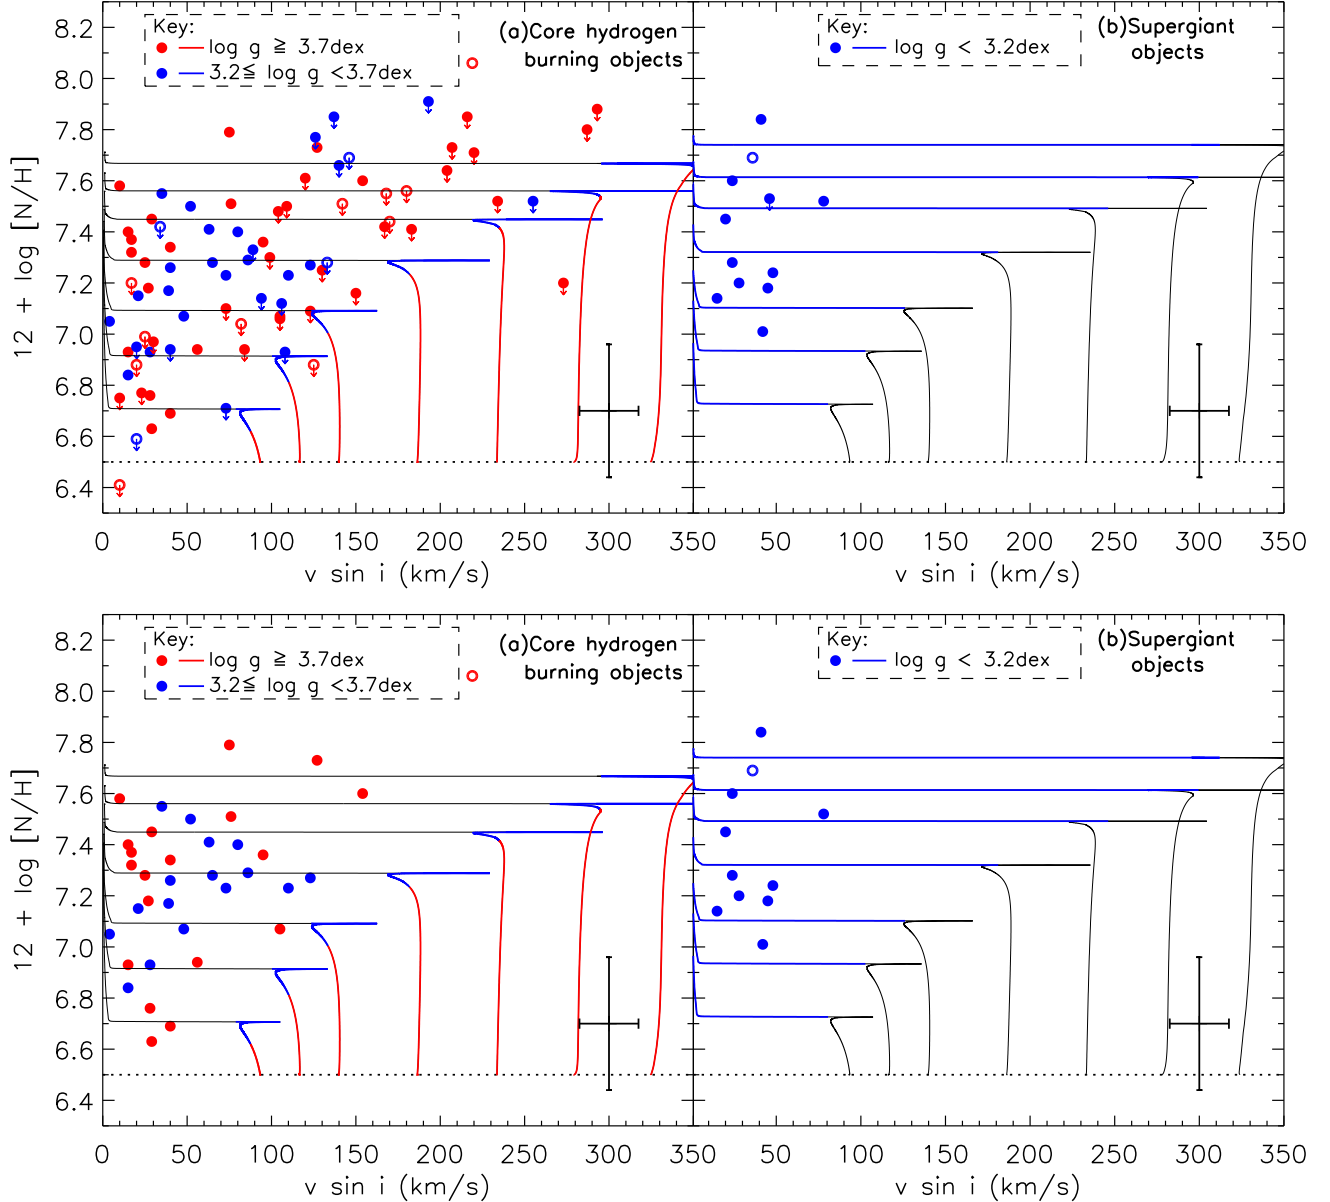 Key:
log g ≧ 3.7dex
3.2≦ log g <3.7dex
(a)Core hydrogen
burning objects
Key:
log g < 3.2dex
(b)Supergiant
objects
8.2
8.0
7.8
7.6
7.4
7.2
7.0
6.8
6.6
6.4
12 + log [N/H]
0 50 100 150 200 250 300 350 50 100 150 200 250 300 350
v sin i (km/s) v sin i (km/s)
Key:
log g ≧ 3.7dex
3.2≦ log g <3.7dex
(a)Core hydrogen
burning objects
Key:
log g < 3.2dex
(b)Supergiant
objects
8.2
8.0
7.8
7.6
7.4
7.2
7.0
6.8
6.6
6.4
12 + log [N/H]
0 50 100 150 200 250 300 350 50 100 150 200 250 300 350
v sin i (km/s) v sin i (km/s)